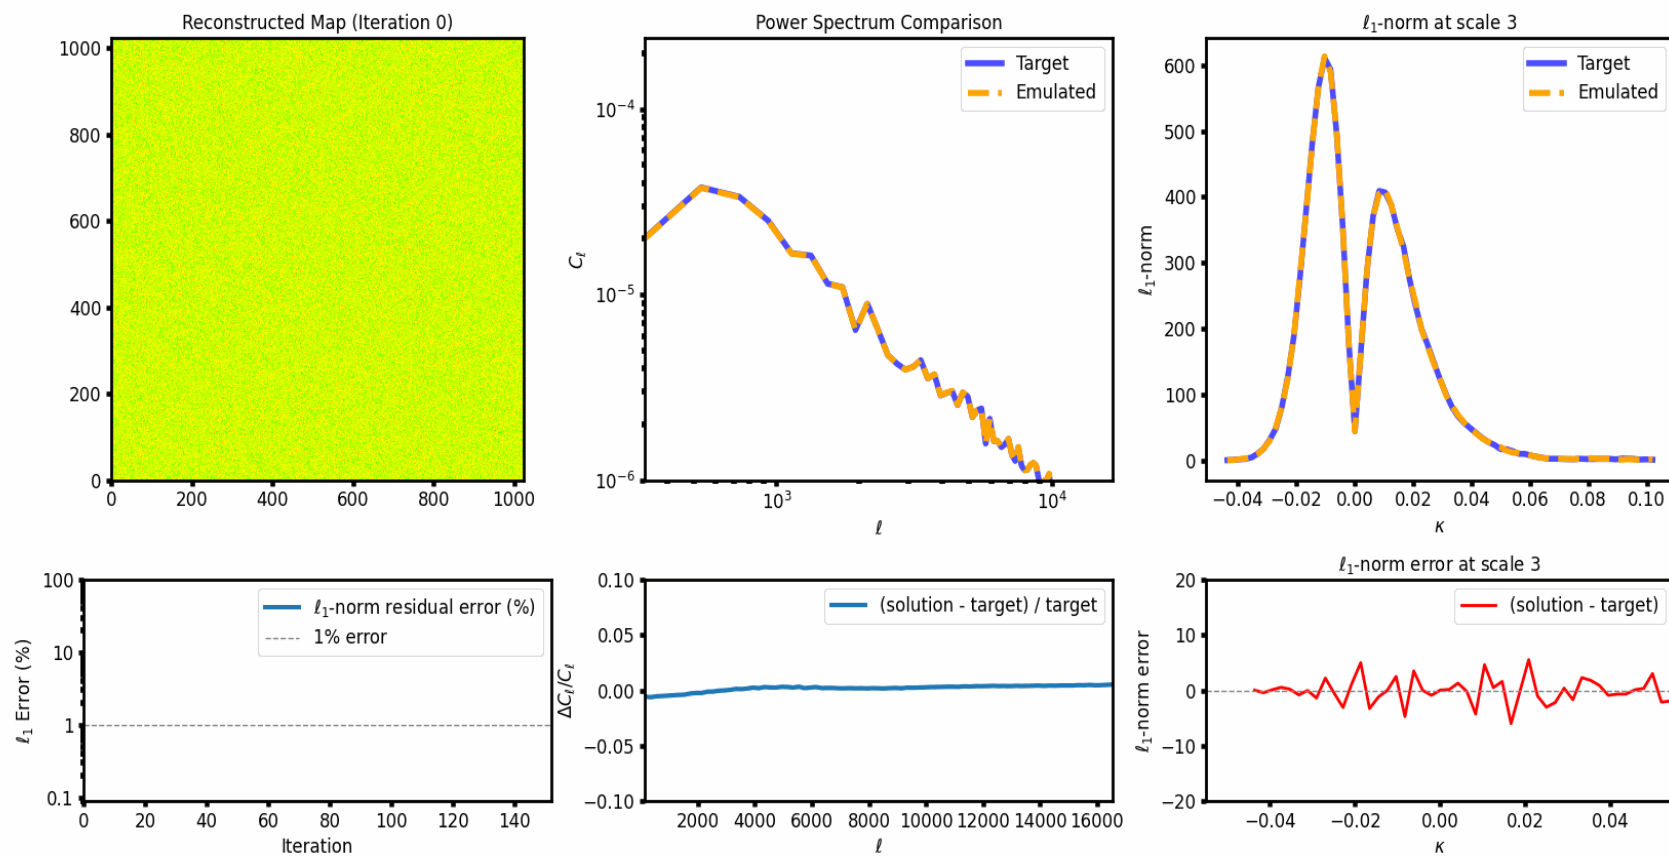 Reconstructed Map (Iteration 0)
1000
800
600
400
200
0
0 200 400 600 800 1000
Power Spectrum Comparison
Target
Emulated
10⁻⁴
10⁻⁵
10⁻⁶
Cℓ
10³ 10⁴
ℓ
ℓ₁-norm at scale 3
Target
Emulated
600
500
400
300
200
100
0
ℓ₁-norm
−0.04 −0.02 0.00 0.02 0.04 0.06 0.08 0.10
κ
ℓ₁-norm residual error (%)
1% error
100
10
1
0.1
ℓ₁ Error (%)
0 20 40 60 80 100 120 140
Iteration
(solution - target) / target
0.10
0.05
0.00
−0.05
−0.10
ΔCℓ/Cℓ
2000 4000 6000 8000 10000 12000 14000 16000
ℓ
ℓ₁-norm error at scale 3
(solution - target)
20
10
0
−10
−20
ℓ₁-norm error
−0.04 −0.02 0.00 0.02 0.04
κ